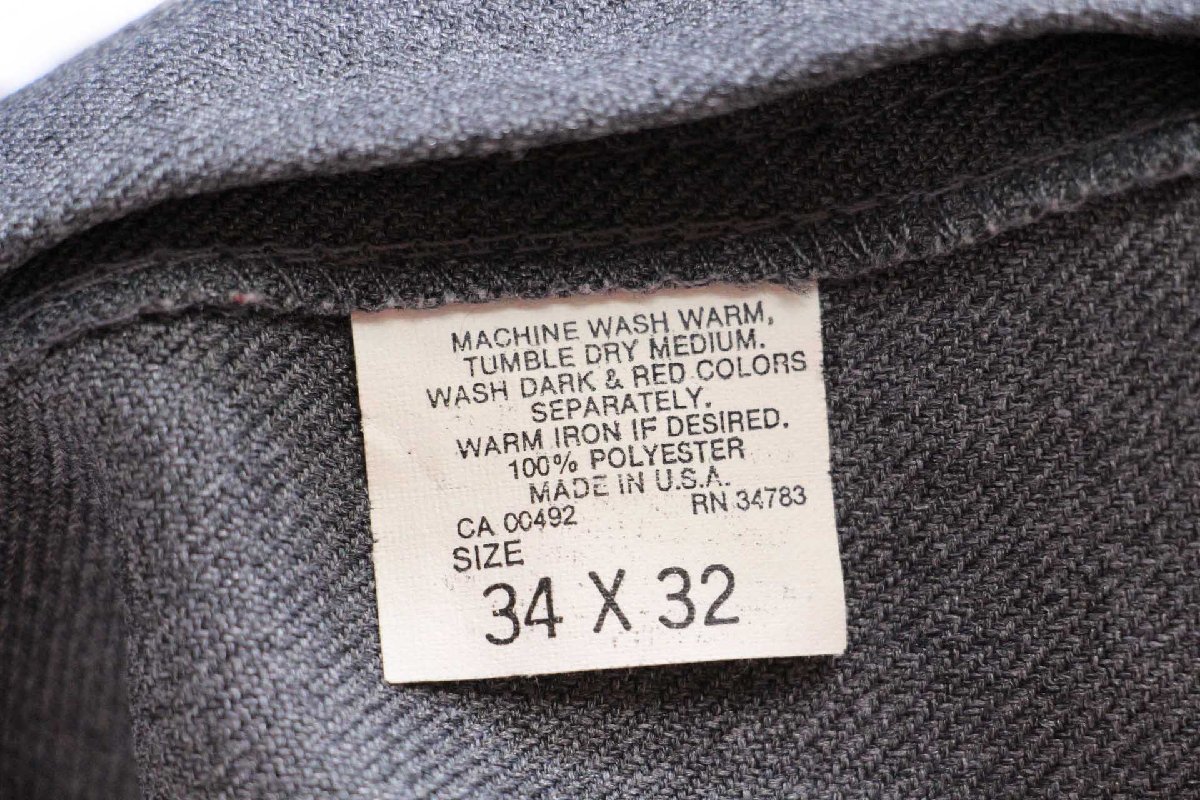 MACHINE WASH WARM,
TUMBLE DRY MEDIUM.
WASH DARK & RED COLORS
SEPARATELY.
WARM IRON IF DESIRED.
100% POLYESTER
MADE IN U.S.A.
CA 00492 RN 34783
SIZE
34 X 32